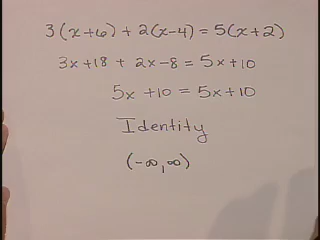 3(x+6) + 2(x-4) = 5(x+2)
3x+18 + 2x-8 = 5x+10
5x +10 = 5x+10
Identity
(-∞,∞)